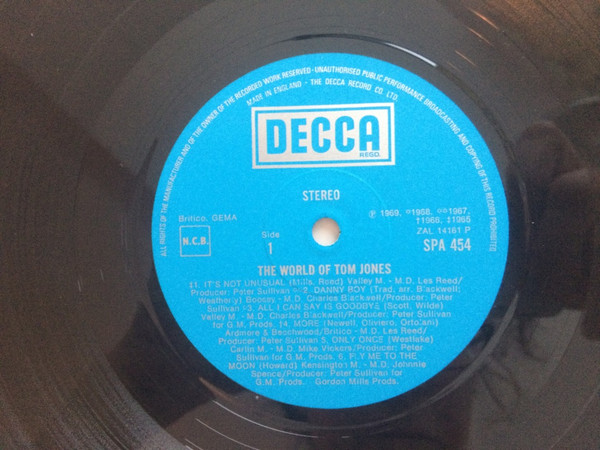 ALL RIGHTS OF THE MANUFACTURER AND OF THE OWNER OF THE RECORDED WORK RESERVED - UNAUTHORISED PUBLIC PERFORMANCE BROADCASTING AND COPYING OF THIS RECORD PROHIBITED
MADE IN ENGLAND - THE DECCA RECORD CO. LTD.
DECCA
REGD.
STEREO
Britico, GEMA
N.C.B.
Side
1
℗ 1969, 1968, 1967,
‡1966, †1965
ZAL 14161 P
SPA 454
THE WORLD OF TOM JONES
†1. IT'S NOT UNUSUAL (Mills, Reed) Valley M. - M.D. Les Reed/
Producer: Peter Sullivan 2. DANNY BOY (Trad, arr. Blackwell;
Weatherly) Boosey - M.D. Charles Blackwell/Producer: Peter
Sullivan 3. ALL I CAN SAY IS GOODBYE (Scott, Wilde)
Valley M. - M.D. Charles Blackwell/Producer: Peter Sullivan
for G.M. Prods. ‡4. MORE (Newell, Oliviero, Ortolani)
Ardmore & Beechwood/Britico - M.D. Les Reed/
Producer: Peter Sullivan 5. ONLY ONCE (Westlake)
Carlin M. - M.D. Mike Vickers/Producer: Peter
Sullivan for G.M. Prods. 6. FLY ME TO THE
MOON (Howard) Kensington M. - M.D. Johnnie
Spence/Producer: Peter Sullivan for
G.M. Prods. Gordon Mills Prods.